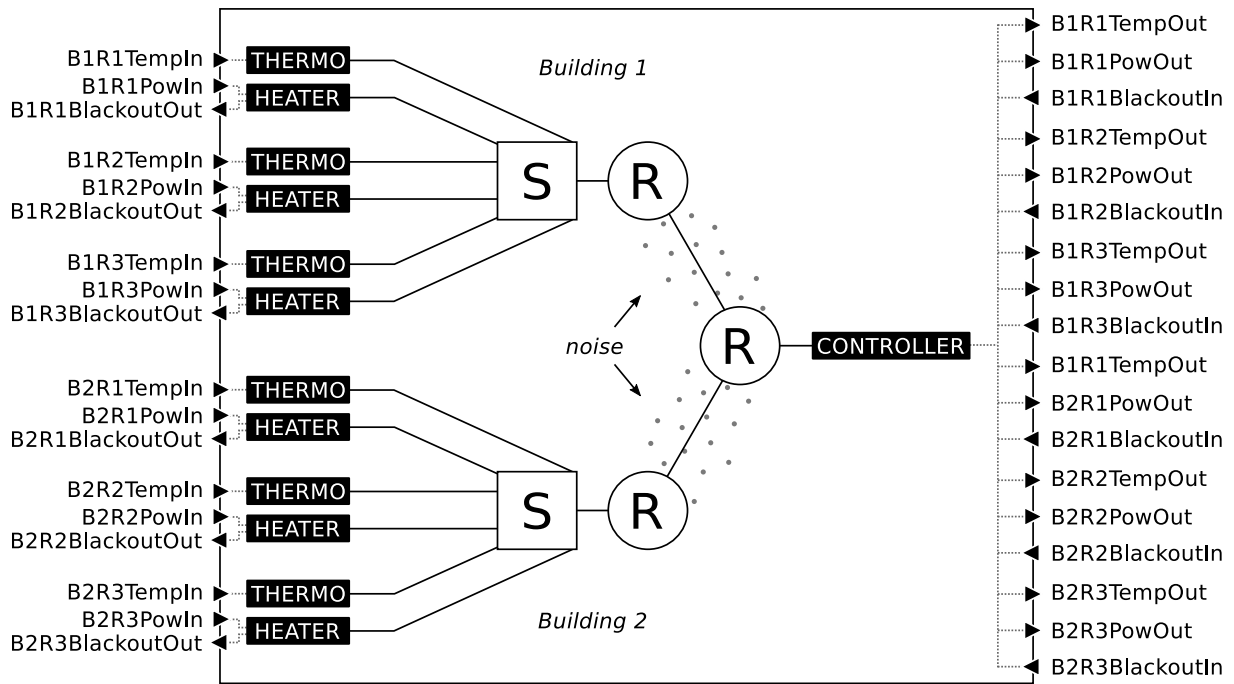 B1R1TempIn
B1R1PowIn
B1R1BlackoutOut
THERMO
HEATER
B1R2TempIn
B1R2PowIn
B1R2BlackoutOut
THERMO
HEATER
B1R3TempIn
B1R3PowIn
B1R3BlackoutOut
THERMO
HEATER
Building 1
S
R
noise
R
CONTROLLER
B2R1TempIn
B2R1PowIn
B2R1BlackoutOut
THERMO
HEATER
B2R2TempIn
B2R2PowIn
B2R2BlackoutOut
THERMO
HEATER
B2R3TempIn
B2R3PowIn
B2R3BlackoutOut
THERMO
HEATER
S
R
Building 2
B1R1TempOut
B1R1PowOut
B1R1BlackoutIn
B1R2TempOut
B1R2PowOut
B1R2BlackoutIn
B1R3TempOut
B1R3PowOut
B1R3BlackoutIn
B1R1TempOut
B2R1PowOut
B2R1BlackoutIn
B2R2TempOut
B2R2PowOut
B2R2BlackoutIn
B2R3TempOut
B2R3PowOut
B2R3BlackoutIn